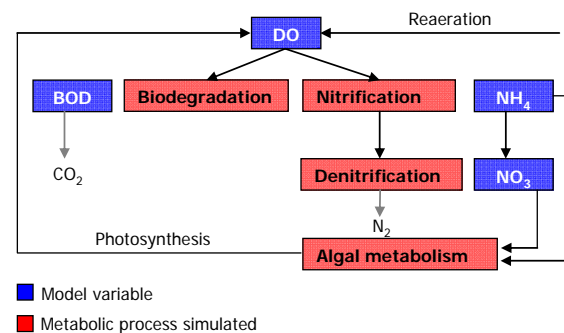 Reaeration
DO
BOD
Biodegradation
Nitrification
NH₄
CO₂
Denitrification
NO₃
N₂
Photosynthesis
Algal metabolism
Model variable
Metabolic process simulated